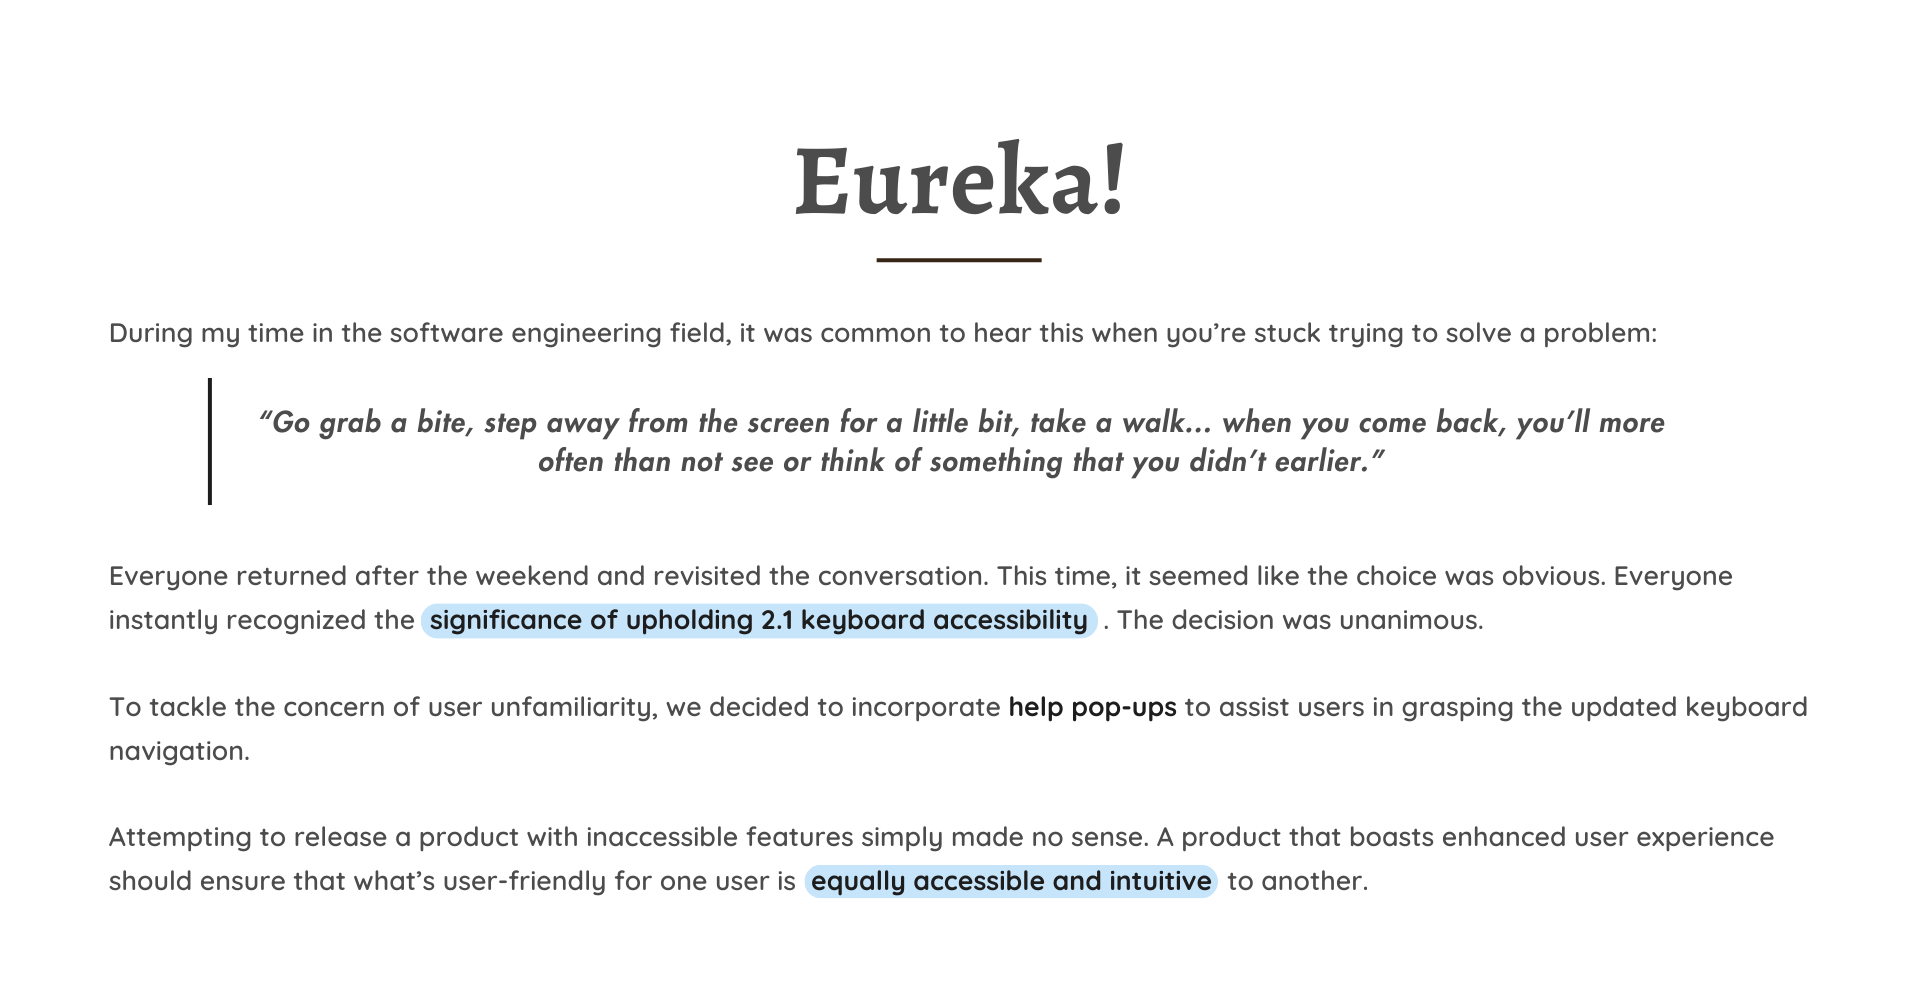 Eureka!
During my time in the software engineering field, it was common to hear this when you’re stuck trying to solve a problem:
“Go grab a bite, step away from the screen for a little bit, take a walk... when you come back, you’ll more
often than not see or think of something that you didn’t earlier.”
Everyone returned after the weekend and revisited the conversation. This time, it seemed like the choice was obvious. Everyone
instantly recognized the significance of upholding 2.1 keyboard accessibility . The decision was unanimous.
To tackle the concern of user unfamiliarity, we decided to incorporate help pop-ups to assist users in grasping the updated keyboard
navigation.
Attempting to release a product with inaccessible features simply made no sense. A product that boasts enhanced user experience
should ensure that what’s user-friendly for one user is equally accessible and intuitive to another.